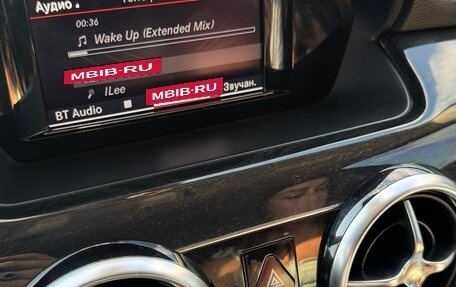 Аудио
00:36
Wake Up (Extended Mix)
MBIB-RU
ILee
MBIB-RU
Звучан.
BT Audio